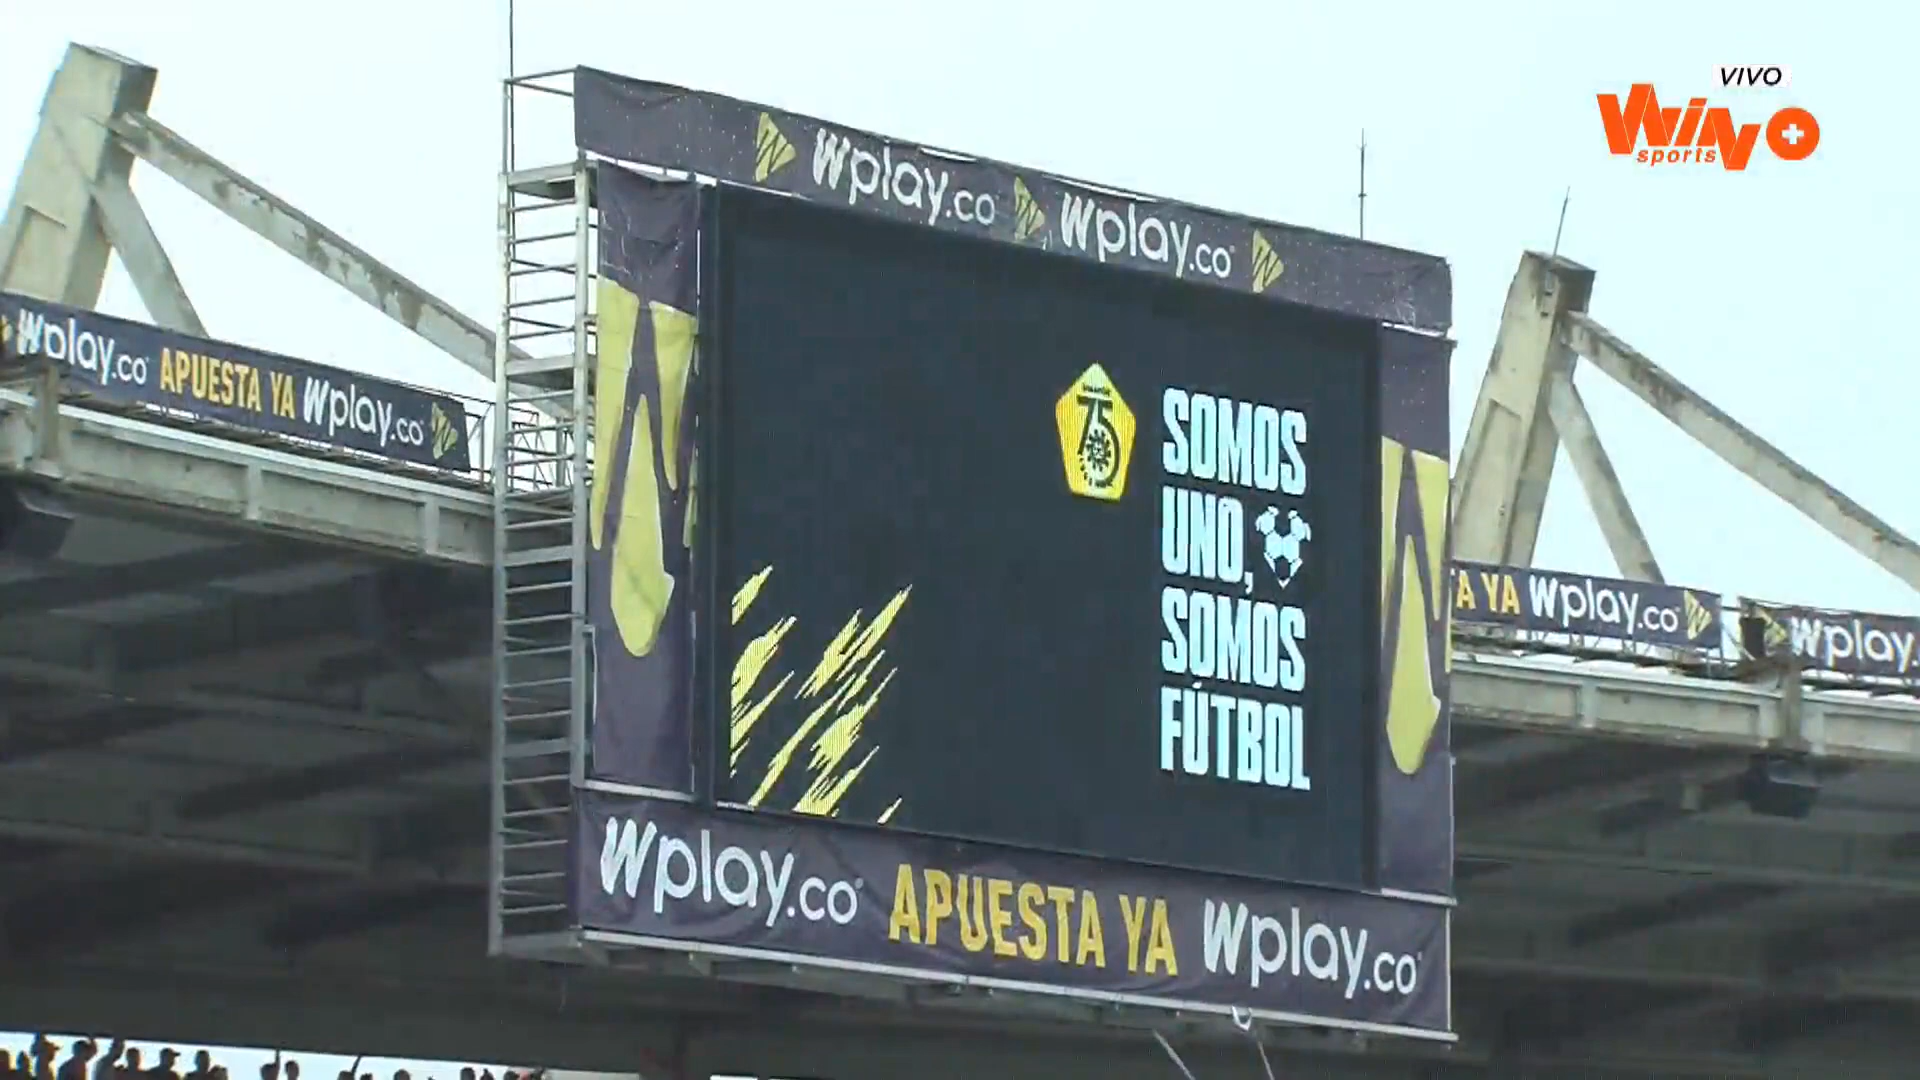 VIVO
Win
sports
+
Wplay.co
Wplay.co
Wplay.co APUESTA YA Wplay.co
75
SOMOS
UNO,
SOMOS
FÚTBOL
YA Wplay.co
Wplay.
Wplay.co APUESTA YA Wplay.co